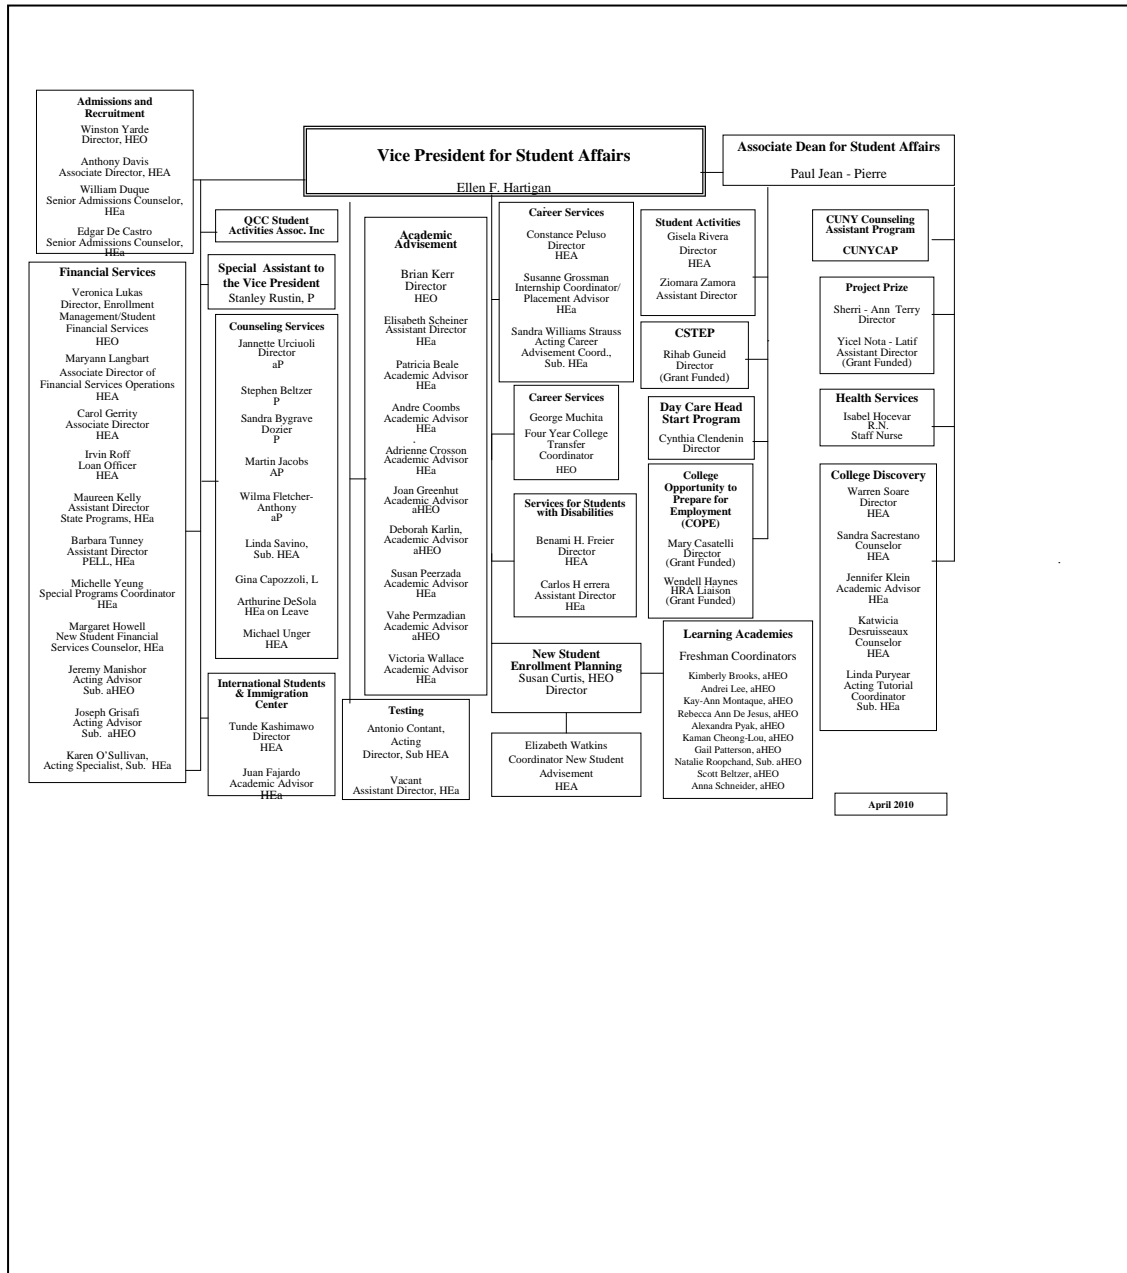 Admissions and
Recruitment
Winston Yarde
Director, HEO
Anthony Davis
Associate Director, HEA
William Duque
Senior Admissions Counselor,
HEa
Edgar De Castro
Senior Admissions Counselor,
HEa
Vice President for Student Affairs
Ellen F. Hartigan
Associate Dean for Student Affairs
Paul Jean - Pierre
Financial Services
Veronica Lukas
Director, Enrollment
Management/Student
Financial Services
HEO
Maryann Langbart
Associate Director of
Financial Services Operations
HEA
Carol Gerrity
Associate Director
HEA
Irvin Roff
Loan Officer
HEA
Maureen Kelly
Assistant Director
State Programs, HEa
Barbara Tunney
Assistant Director
PELL, HEa
Michelle Yeung
Special Programs Coordinator
HEa
Margaret Howell
New Student Financial
Services Counselor, HEa
Jeremy Manishor
Acting Advisor
Sub. aHEO
Joseph Grisafi
Acting Advisor
Sub. aHEO
Karen O’Sullivan,
Acting Specialist, Sub. HEa
QCC Student
Activities Assoc. Inc
Special Assistant to
the Vice President
Stanley Rustin, P
Counseling Services
Jannette Urciuoli
Director
aP
Stephen Beltzer
P
Sandra Bygrave
Dozier
P
Martin Jacobs
AP
Wilma Fletcher-
Anthony
aP
Linda Savino,
Sub. HEA
Gina Capozzoli, L
Arthurine DeSola
HEa on Leave
Michael Unger
HEA
International Students
& Immigration
Center
Tunde Kashimawo
Director
HEA
Juan Fajardo
Academic Advisor
HEa
Academic
Advisement
Brian Kerr
Director
HEO
Elisabeth Scheiner
Assistant Director
HEa
Patricia Beale
Academic Advisor
HEa
Andre Coombs
Academic Advisor
HEa
.
Adrienne Crosson
Academic Advisor
HEa
Joan Greenhut
Academic Advisor
aHEO
Deborah Karlin,
Academic Advisor
aHEO
Susan Peerzada
Academic Advisor
HEa
Vahe Permzadian
Academic Advisor
aHEO
Victoria Wallace
Academic Advisor
HEa
Testing
Antonio Contant,
Acting
Director, Sub HEA
Vacant
Assistant Director, HEa
Career Services
Constance Peluso
Director
HEA
Susanne Grossman
Internship Coordinator/
Placement Advisor
HEa
Sandra Williams Strauss
Acting Career
Advisement Coord.,
Sub. HEa
Career Services
George Muchita
Four Year College
Transfer
Coordinator
HEO
Services for Students
with Disabilities
Benami H. Freier
Director
HEA
Carlos H errera
Assistant Director
HEa
New Student
Enrollment Planning
Susan Curtis, HEO
Director
Elizabeth Watkins
Coordinator New Student
Advisement
HEA
Student Activities
Gisela Rivera
Director
HEA
Ziomara Zamora
Assistant Director
CSTEP
Rihab Guneid
Director
(Grant Funded)
Day Care Head
Start Program
Cynthia Clendenin
Director
College
Opportunity to
Prepare for
Employment
(COPE)
Mary Casatelli
Director
(Grant Funded)
Wendell Haynes
HRA Liaison
(Grant Funded)
Learning Academies
Freshman Coordinators
Kimberly Brooks, aHEO
Andrei Lee, aHEO
Kay-Ann Montaque, aHEO
Rebecca Ann De Jesus, aHEO
Alexandra Pyak, aHEO
Kaman Cheong-Lou, aHEO
Gail Patterson, aHEO
Natalie Roopchand, Sub. aHEO
Scott Beltzer, aHEO
Anna Schneider, aHEO
CUNY Counseling
Assistant Program
CUNYCAP
Project Prize
Sherri - Ann Terry
Director
Yicel Nota - Latif
Assistant Director
(Grant Funded)
Health Services
Isabel Hocevar
R.N.
Staff Nurse
College Discovery
Warren Soare
Director
HEA
Sandra Sacrestano
Counselor
HEA
Jennifer Klein
Academic Advisor
HEa
Katwicia
Desruisseaux
Counselor
HEA
Linda Puryear
Acting Tutorial
Coordinator
Sub. HEa
April 2010